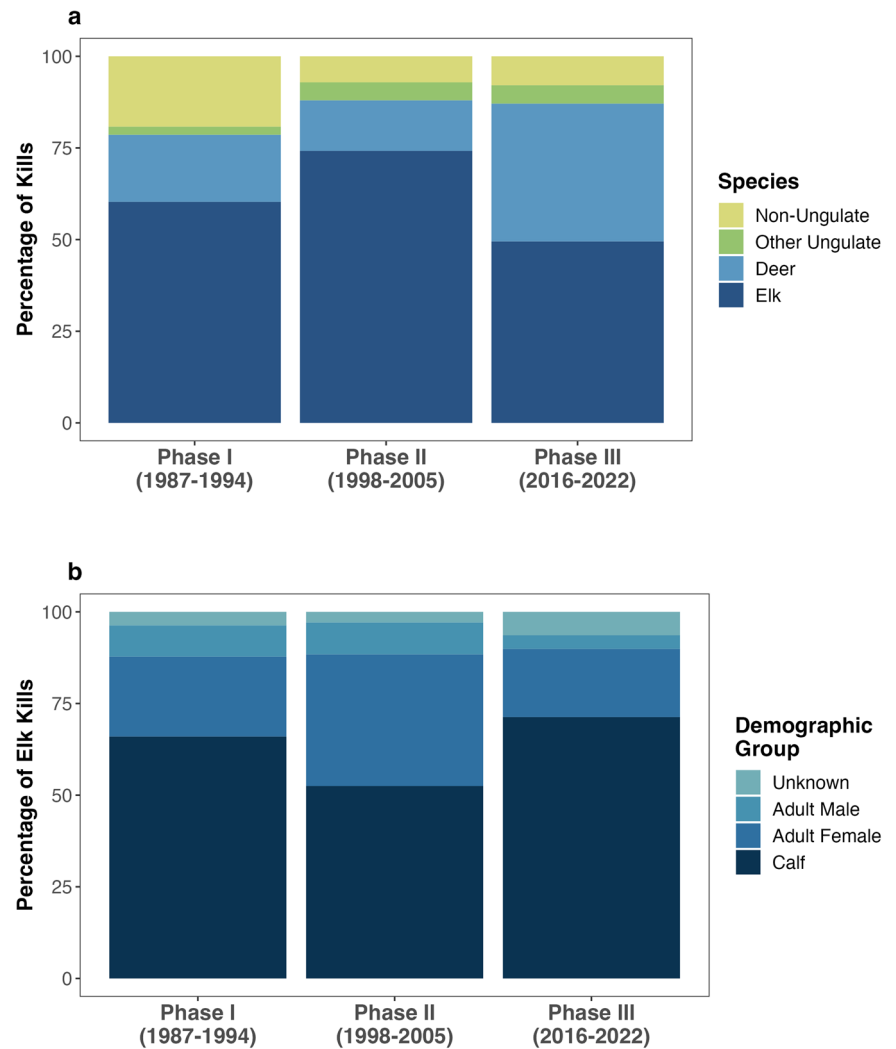 a
Percentage of Kills
100
75
50
25
0
Phase I
(1987-1994)
Phase II
(1998-2005)
Phase III
(2016-2022)
Species
Non-Ungulate
Other Ungulate
Deer
Elk
b
Percentage of Elk Kills
100
75
50
25
0
Phase I
(1987-1994)
Phase II
(1998-2005)
Phase III
(2016-2022)
Demographic
Group
Unknown
Adult Male
Adult Female
Calf